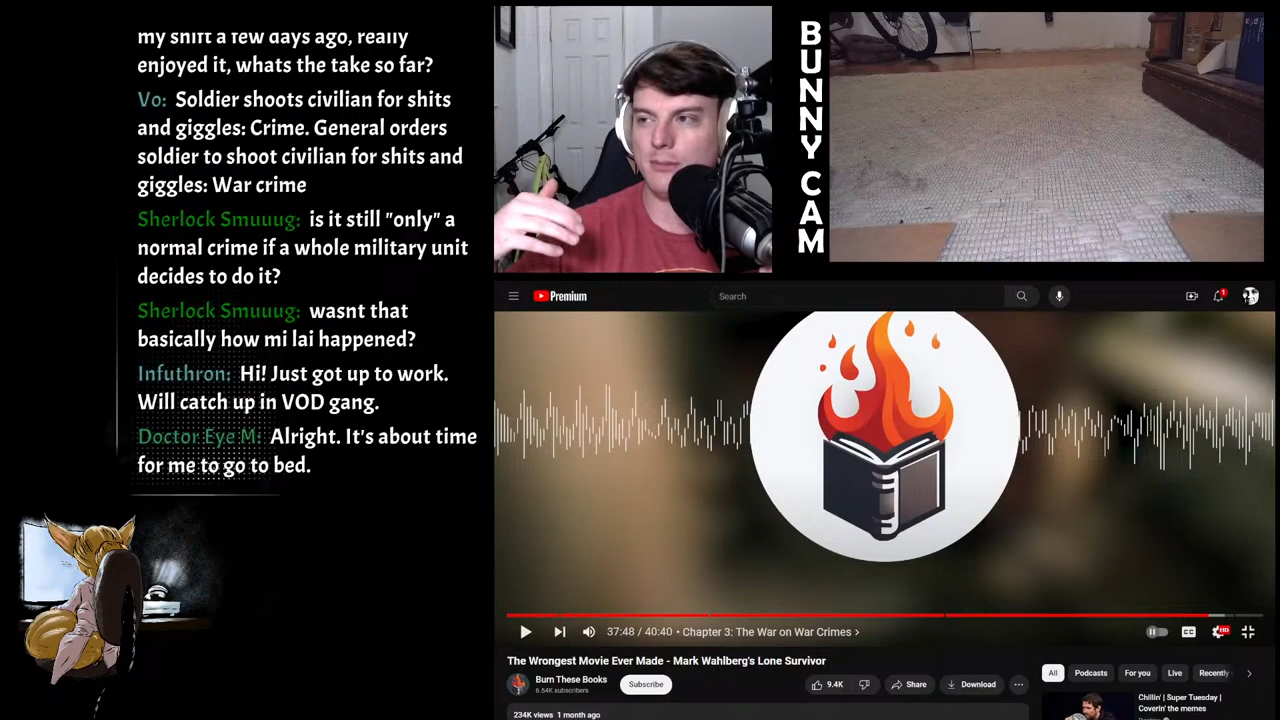 my shift a few days ago, really
enjoyed it, whats the take so far?
Vo: Soldier shoots civilian for shits
and giggles: Crime. General orders
soldier to shoot civilian for shits and
giggles: War crime
Sherlock Smuuug: is it still "only" a
normal crime if a whole military unit
decides to do it?
Sherlock Smuuug: wasnt that
basically how mi lai happened?
Infuthron: Hi! Just got up to work.
Will catch up in VOD gang.
Doctor Eye M: Alright. It's about time
for me to go to bed.
BUNNY CAM
Premium
Search
1
37:48 / 40:40 • Chapter 3: The War on War Crimes >
HD
The Wrongest Movie Ever Made - Mark Wahlberg's Lone Survivor
Burn These Books
6.54K subscribers
Subscribe
9.4K
Share
Download
234K views 1 month ago
All
Podcasts
For you
Live
Recently
Chillin' | Super Tuesday |
Coverin' the memes